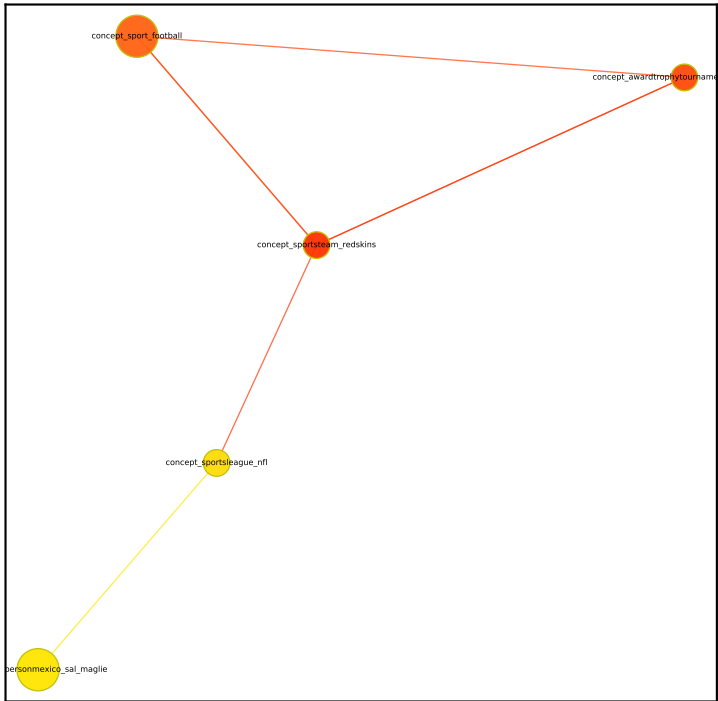 concept_sport_football
concept_awardtrophytourname
concept_sportsteam_redskins
concept_sportsleague_nfl
personmexico_sal_maglie